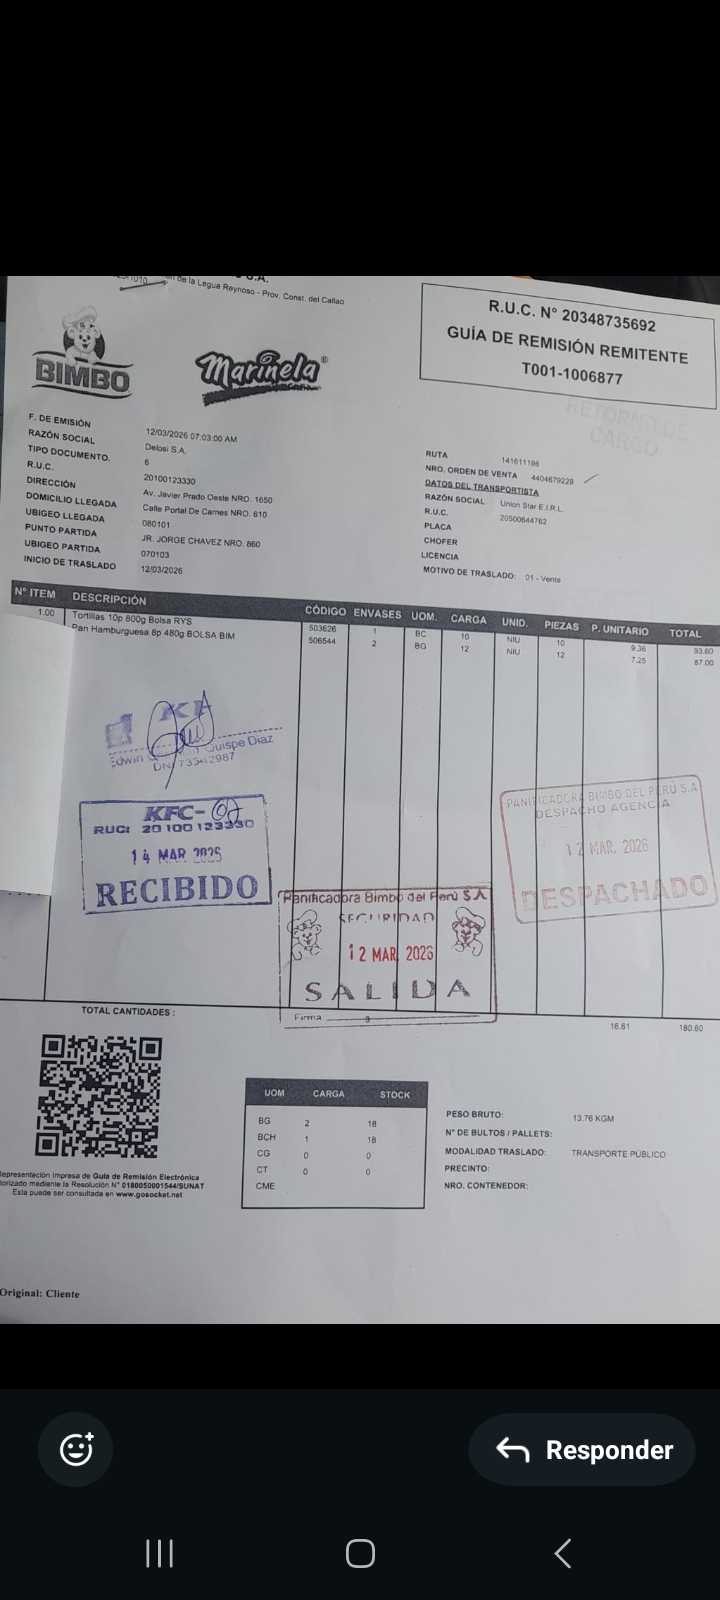 de la Legua Reynoso - Prov. Const. del Callao
R.U.C. N° 20348735692
GUÍA DE REMISIÓN REMITENTE
T001-1006877
RETORNO DE CARGO
BIMBO
Marinela
F. DE EMISIÓN 12/03/2026 07:03:00 AM
RAZÓN SOCIAL Delosi S.A.
TIPO DOCUMENTO. 6
R.U.C. 20100123330
DIRECCIÓN Av. Javier Prado Oeste NRO. 1650
DOMICILIO LLEGADA Calle Portal De Carnes NRO. 610
UBIGEO LLEGADA 080101
PUNTO PARTIDA JR. JORGE CHAVEZ NRO. 860
UBIGEO PARTIDA 070103
INICIO DE TRASLADO 12/03/2026
RUTA 141611186
NRO. ORDEN DE VENTA 4404679229
DATOS DEL TRANSPORTISTA
RAZÓN SOCIAL Union Star E.I.R.L.
R.U.C. 20500644762
PLACA
CHOFER
LICENCIA
MOTIVO DE TRASLADO: 01 - Venta
N° ITEM DESCRIPCIÓN CÓDIGO ENVASES UOM. CARGA UNID. PIEZAS P. UNITARIO TOTAL
1.00 Tortillas 10p 800g Bolsa RYS 503626 1 BC 10 NIU 10 9.36 93.60
Pan Hamburguesa 8p 480g BOLSA BIM 506544 2 BG 12 NIU 12 7.25 87.00
Edwin Quispe Diaz
DNI
KFC-
RUC: 20100123330
14 MAR 2026
RECIBIDO
PANIFICADORA BIMBO DEL PERÚ S.A
DESPACHO AGENCIA
12 MAR. 2026
DESPACHADO
Panificadora Bimbo del Perú S.A
SEGURIDAD
12 MAR. 2026
SALIDA
Firma
TOTAL CANTIDADES : 3 16.61 180.60
UOM CARGA STOCK
BG 2 18
BCH 1 18
CG 0 0
CT 0 0
CME
PESO BRUTO: 13.76 KGM
N° DE BULTOS / PALLETS:
MODALIDAD TRASLADO: TRANSPORTE PÚBLICO
PRECINTO:
NRO. CONTENEDOR:
Representación Impresa de Guía de Remisión Electrónica
Autorizado mediante la Resolución N° 0180050001544/SUNAT
Esta puede ser consultada en www.gosocket.net
Original: Cliente
Responder